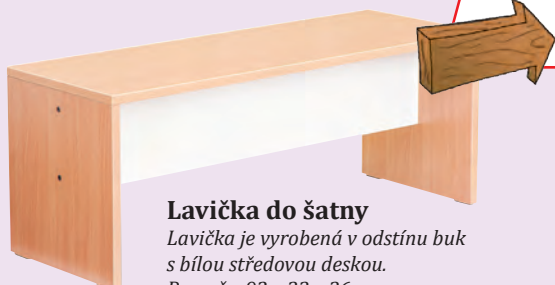 Lavička do šatny
Lavička je vyrobená v odstínu buk
s bílou středovou deskou.